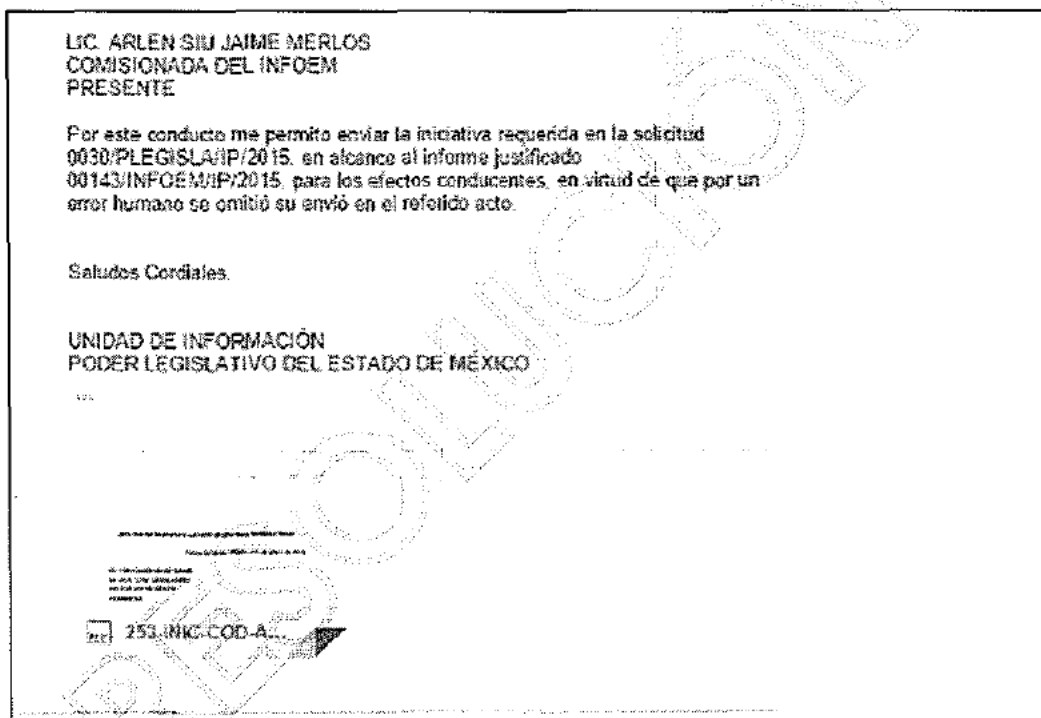 LIC. ARLEN SIU JAIME MERLOS
COMISIONADA DEL INFOEM
PRESENTE
Por este conducto me permito enviar la iniciativa requerida en la solicitud
0030/PLEGISLA/IP/2015, en alcance al informe justificado
00143/INFOEM/IP/2015, para los efectos conducentes, en virtud de que por un
error humano se omitió su envió en el referido acto.
Saludos Cordiales.
UNIDAD DE INFORMACIÓN
PODER LEGISLATIVO DEL ESTADO DE MÉXICO
253-INIC-COD-A...
RESOLUCIÓN